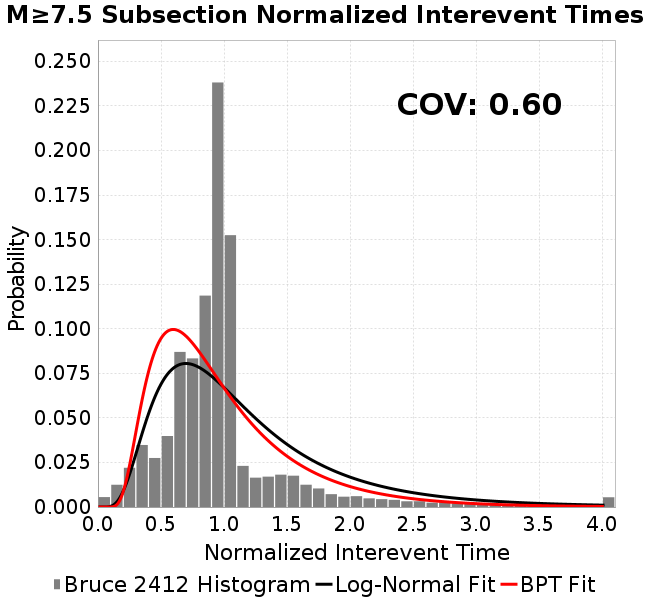 M≥7.5 Subsection Normalized Interevent Times
COV: 0.60
0.250
0.225
0.200
0.175
0.150
0.125
0.100
0.075
0.050
0.025
0.000
Probability
0.0 0.5 1.0 1.5 2.0 2.5 3.0 3.5 4.0
Normalized Interevent Time
Bruce 2412 Histogram Log-Normal Fit BPT Fit